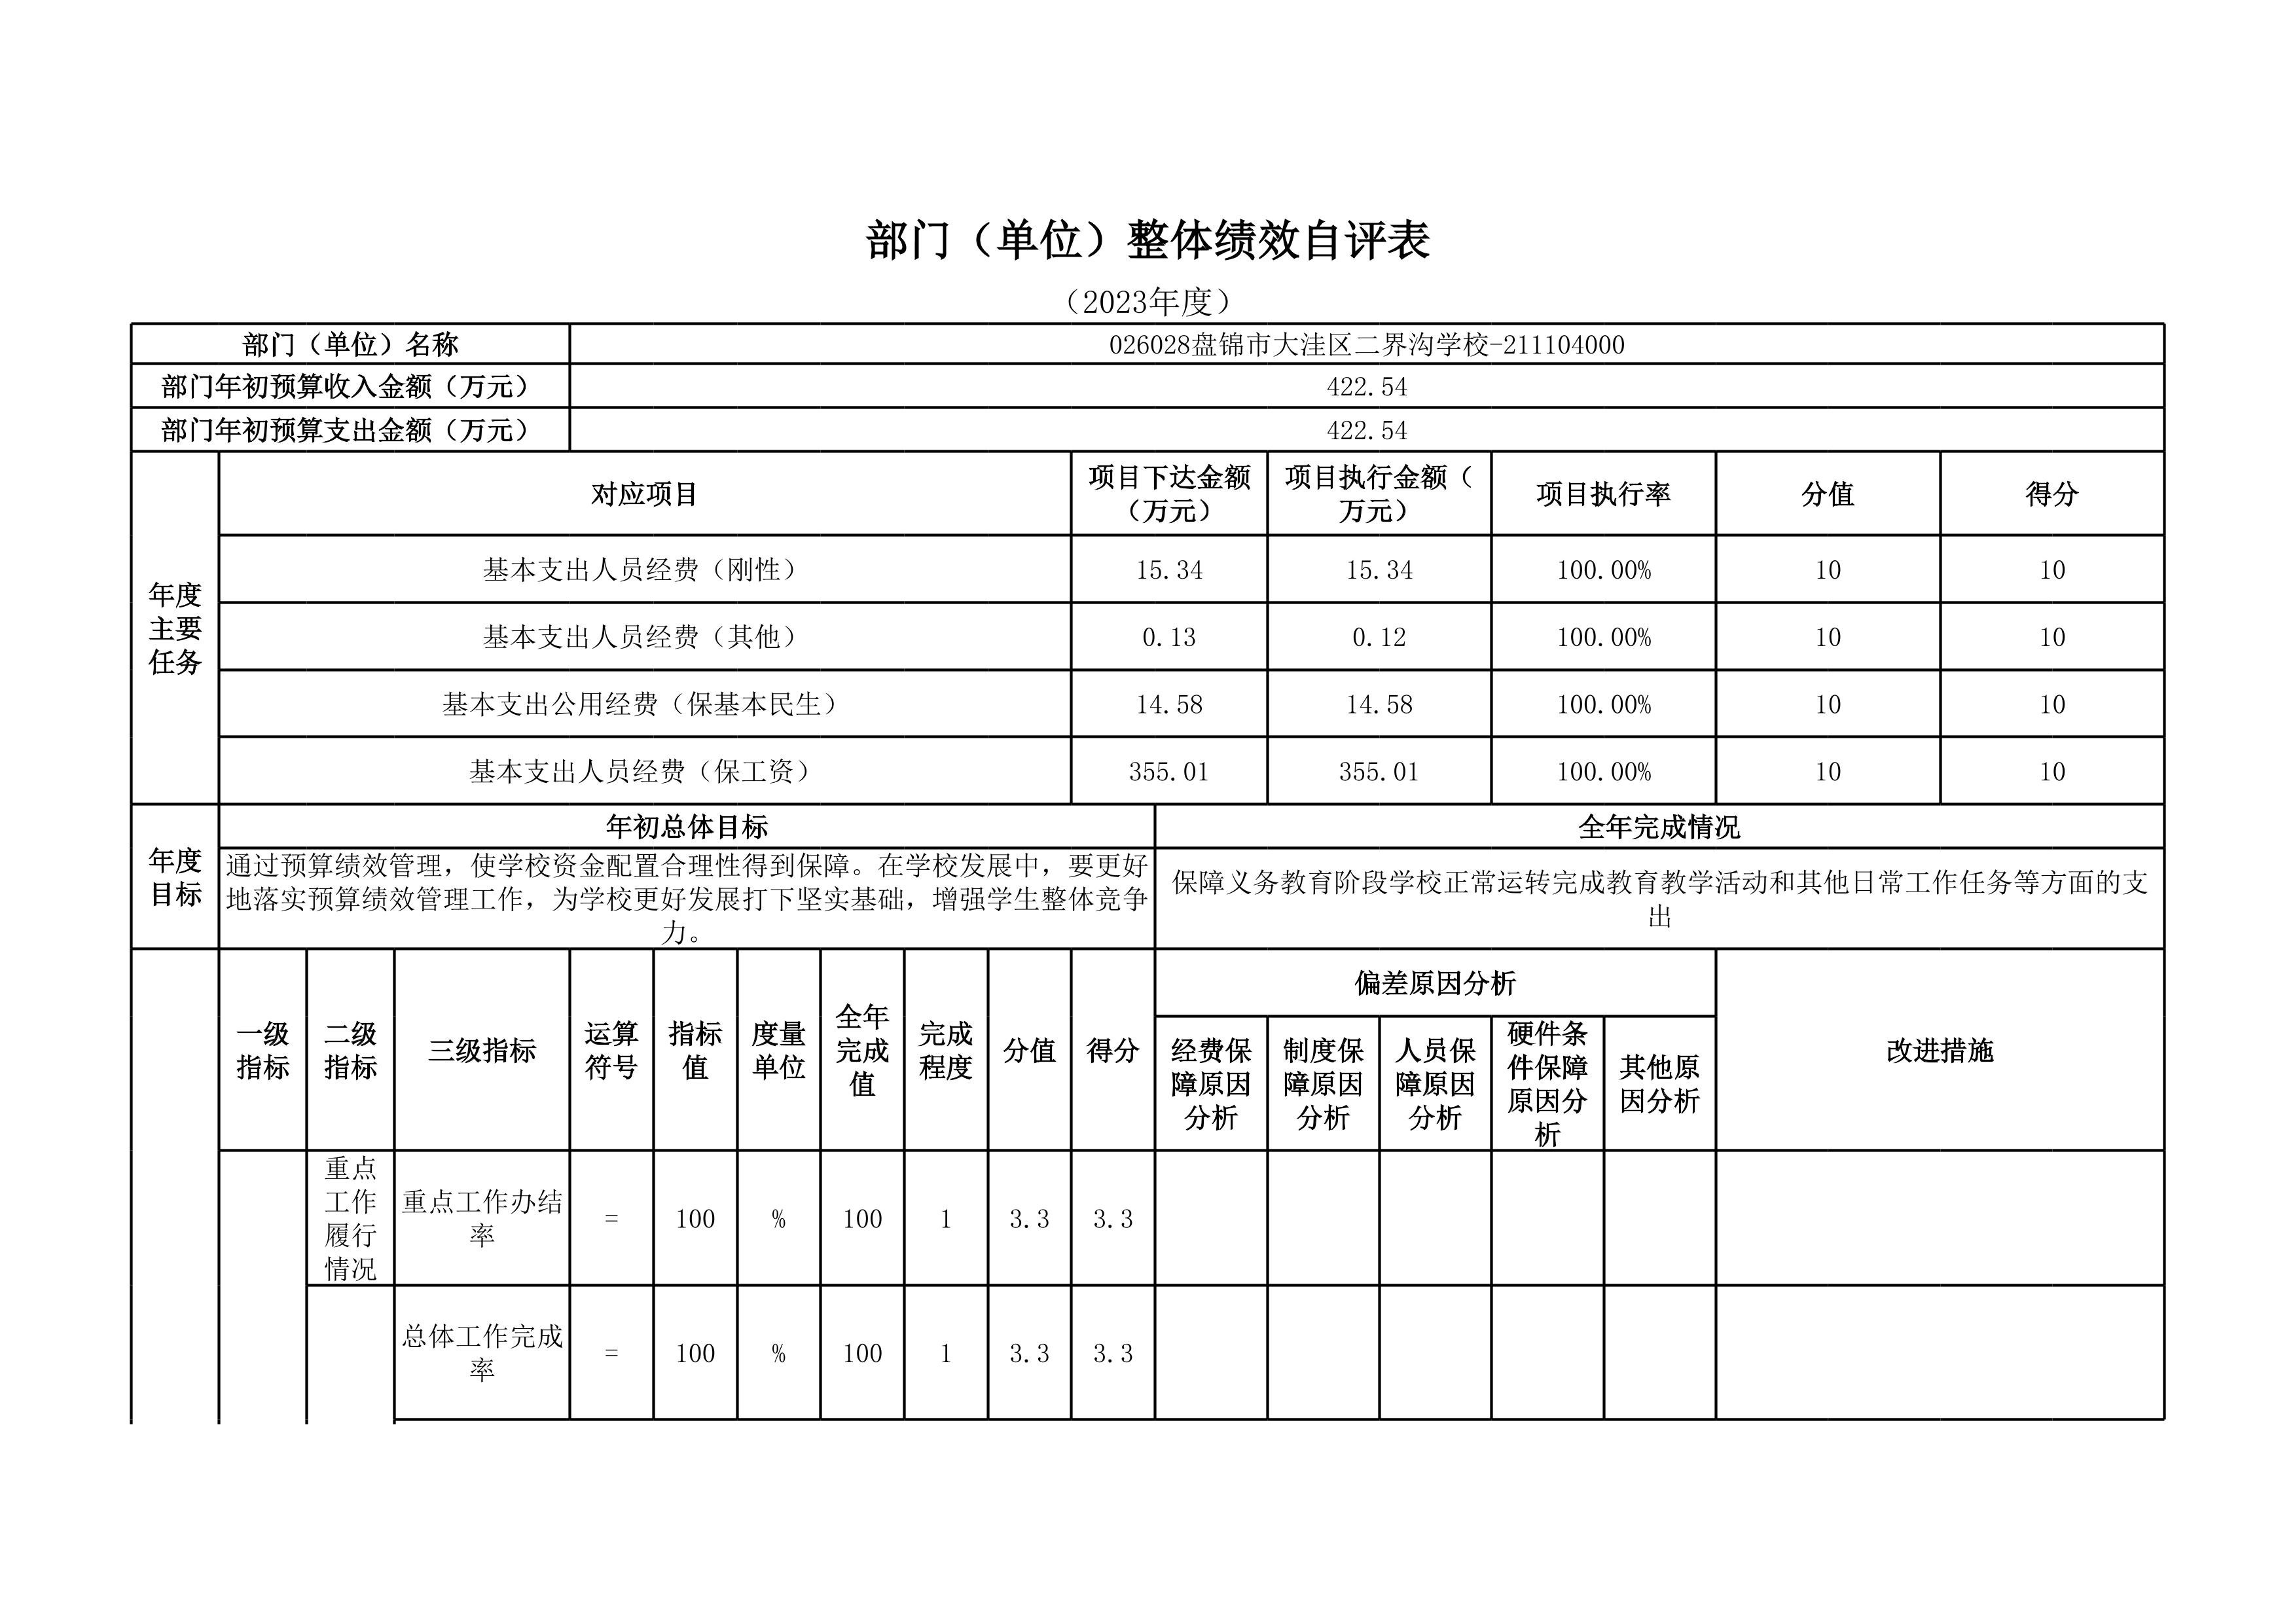 部门（单位）整体绩效自评表
（2023年度）
部门（单位）名称 026028盘锦市大洼区二界沟学校-211104000
部门年初预算收入金额（万元） 422.54
部门年初预算支出金额（万元） 422.54
年度主要任务 对应项目 项目下达金额（万元） 项目执行金额（万元） 项目执行率 分值 得分
基本支出人员经费（刚性） 15.34 15.34 100.00% 10 10
基本支出人员经费（其他） 0.13 0.12 100.00% 10 10
基本支出公用经费（保基本民生） 14.58 14.58 100.00% 10 10
基本支出人员经费（保工资） 355.01 355.01 100.00% 10 10
年度目标 年初总体目标 全年完成情况
通过预算绩效管理，使学校资金配置合理性得到保障。在学校发展中，要更好
地落实预算绩效管理工作，为学校更好发展打下坚实基础，增强学生整体竞争
力。
保障义务教育阶段学校正常运转完成教育教学活动和其他日常工作任务等方面的支
出
一级指标 二级指标 三级指标 运算符号 指标值 度量单位 全年完成值 完成程度 分值 得分 偏差原因分析 改进措施
经费保障原因分析 制度保障原因分析 人员保障原因分析 硬件条件保障原因分析 其他原因分析
重点工作履行情况 重点工作办结率 = 100 % 100 1 3.3 3.3
总体工作完成率 = 100 % 100 1 3.3 3.3